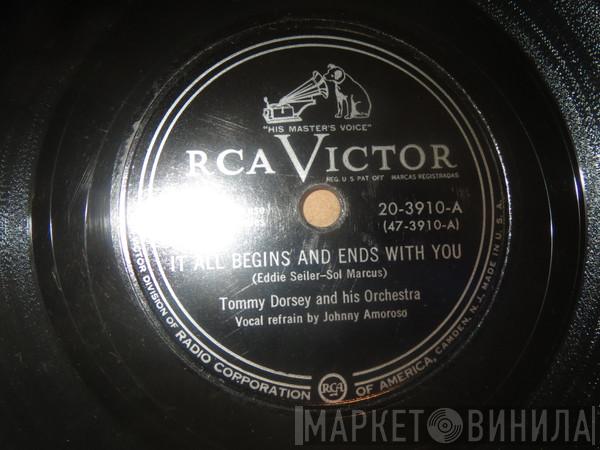 "HIS MASTER'S VOICE"
RCA VICTOR
REG. U.S. PAT. OFF. MARCAS REGISTRADAS
20-3910-A
(47-3910-A)
IT ALL BEGINS AND ENDS WITH YOU
(Eddie Seiler-Sol Marcus)
Tommy Dorsey and his Orchestra
Vocal refrain by Johnny Amoroso
DIVISION OF RADIO CORPORATION OF AMERICA, CAMDEN, N. J. MADE IN U.S.A.
RCA
МАРКЕТ ВИНИЛА